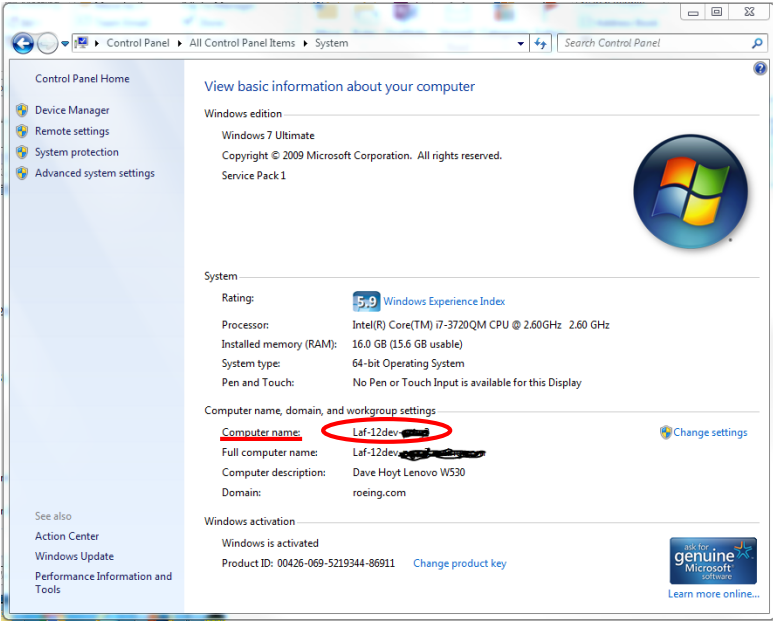 Control Panel ▸ All Control Panel Items ▸ System
Search Control Panel
Control Panel Home
Device Manager
Remote settings
System protection
Advanced system settings
See also
Action Center
Windows Update
Performance Information and
Tools
View basic information about your computer
Windows edition
Windows 7 Ultimate
Copyright © 2009 Microsoft Corporation. All rights reserved.
Service Pack 1
System
Rating: 5.9 Windows Experience Index
Processor: Intel(R) Core(TM) i7-3720QM CPU @ 2.60GHz 2.60 GHz
Installed memory (RAM): 16.0 GB (15.6 GB usable)
System type: 64-bit Operating System
Pen and Touch: No Pen or Touch Input is available for this Display
Computer name, domain, and workgroup settings
Computer name: Laf-12dev-
Change settings
Full computer name: Laf-12dev
Computer description: Dave Hoyt Lenovo W530
Domain: roeing.com
Windows activation
Windows is activated
Product ID: 00426-069-5219344-86911 Change product key
ask for
genuine
Microsoft
software
Learn more online...